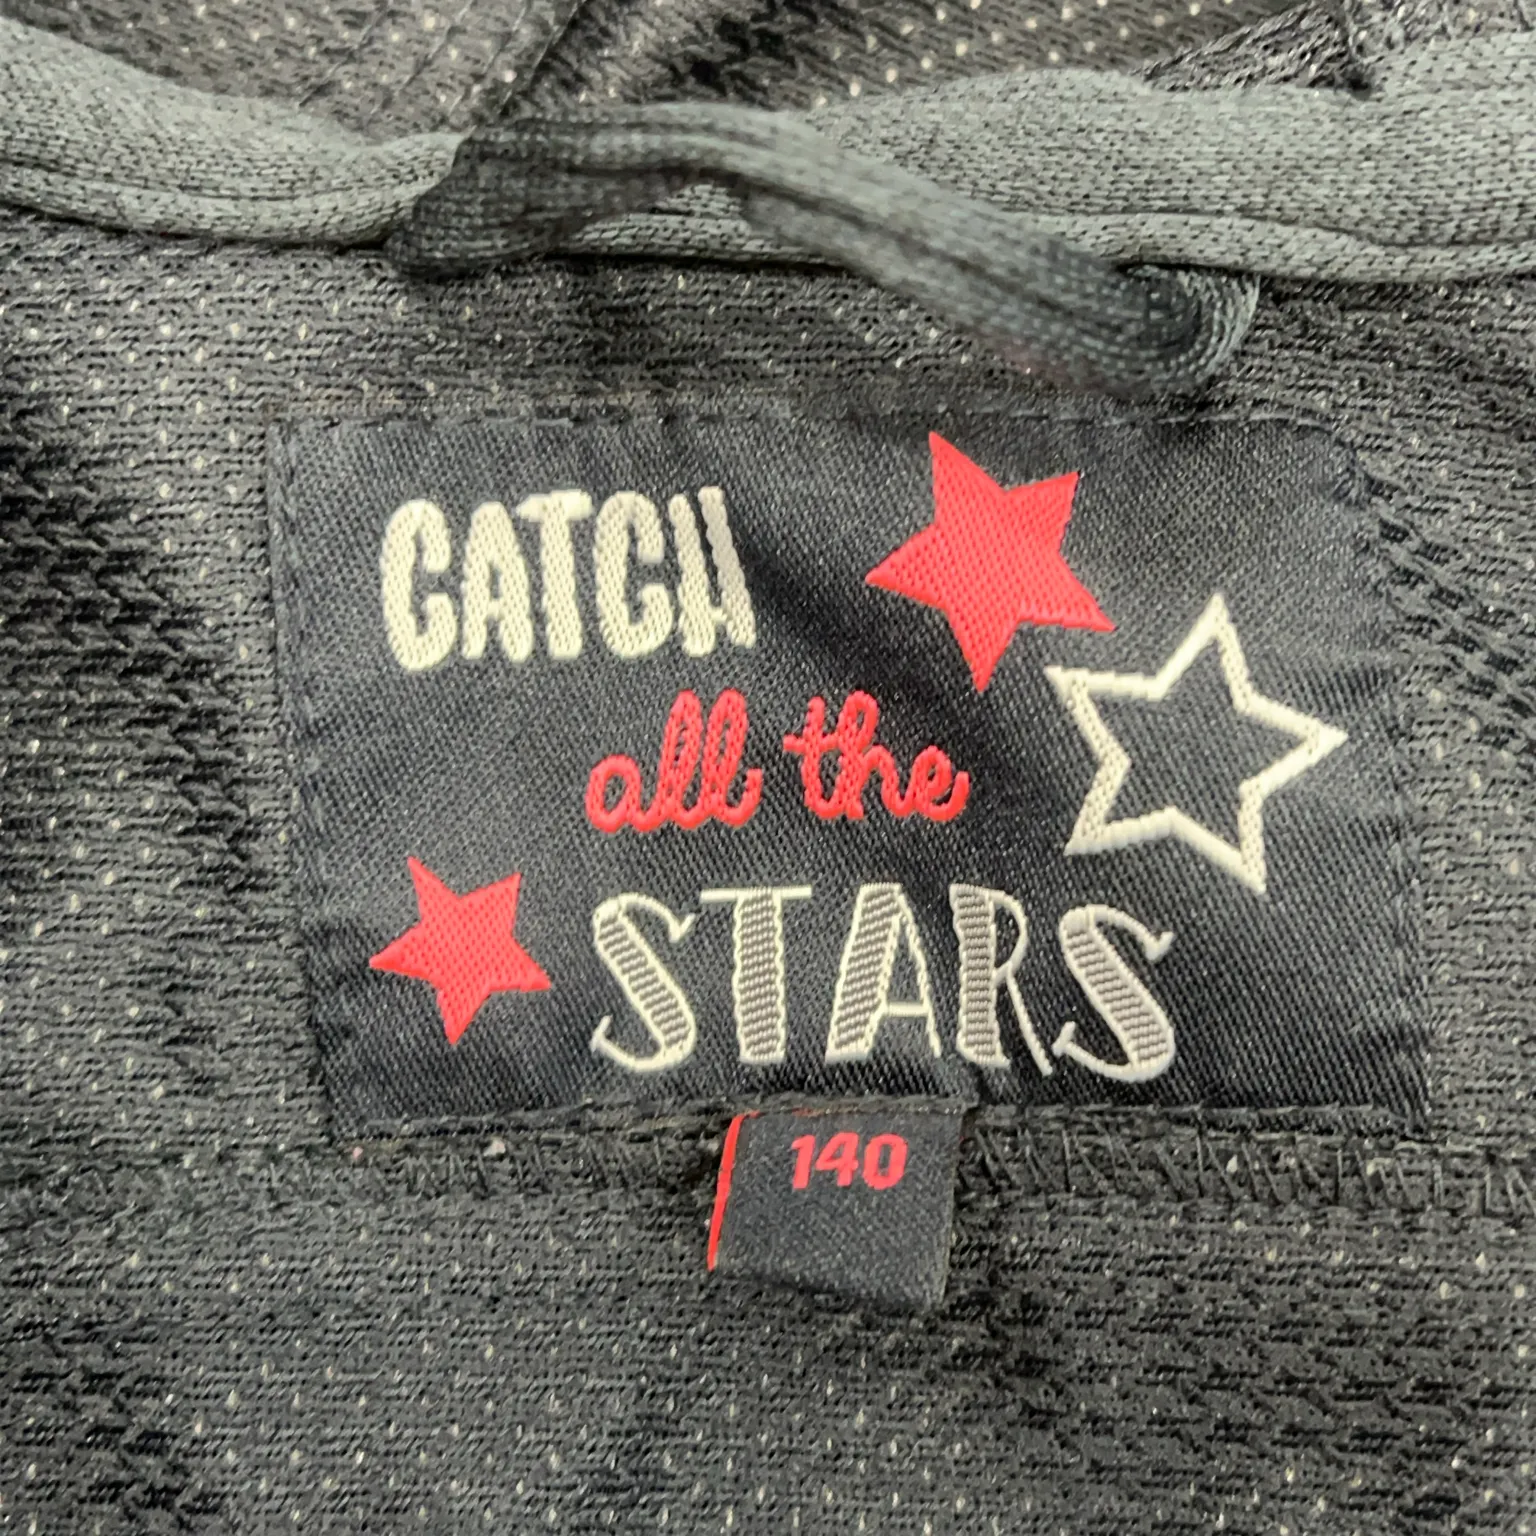 CATCH
all the
STARS
140